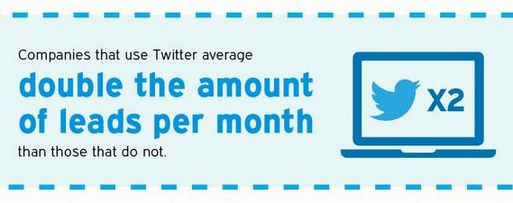 Companies that use Twitter average
double the amount
of leads per month
than those that do not.
X2